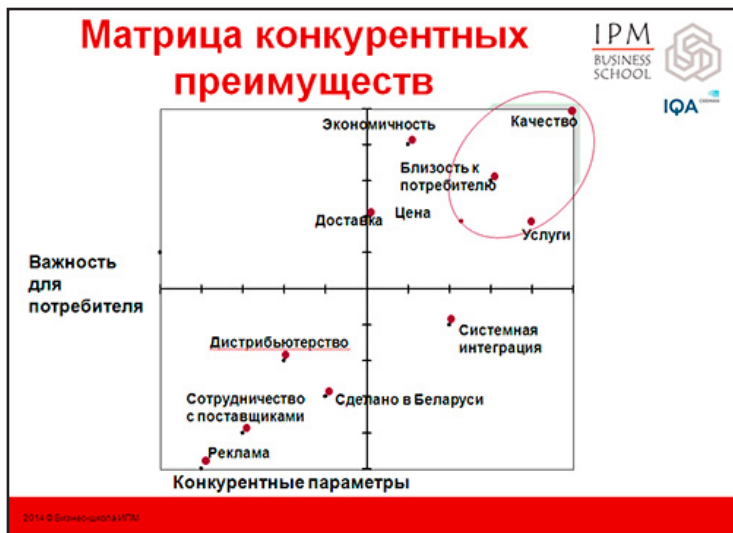 Матрица конкурентных
преимуществ
IPM
BUSINESS
SCHOOL
IQA
Экономичность
Качество
Близость к
потребителю
Доставка
Цена
Услуги
Важность
для
потребителя
Системная
интеграция
Дистрибьютерство
Сотрудничество
с поставщиками
Сделано в Беларуси
Реклама
Конкурентные параметры
2014 © Бизнес-школа ИПМ